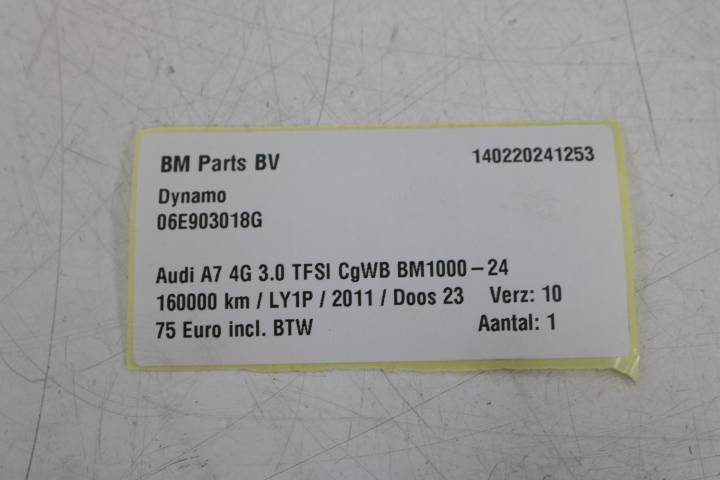 BM Parts BV 140220241253
Dynamo
06E903018G
Audi A7 4G 3.0 TFSI CgWB BM1000-24
160000 km / LY1P / 2011 / Doos 23 Verz: 10
75 Euro incl. BTW Aantal: 1